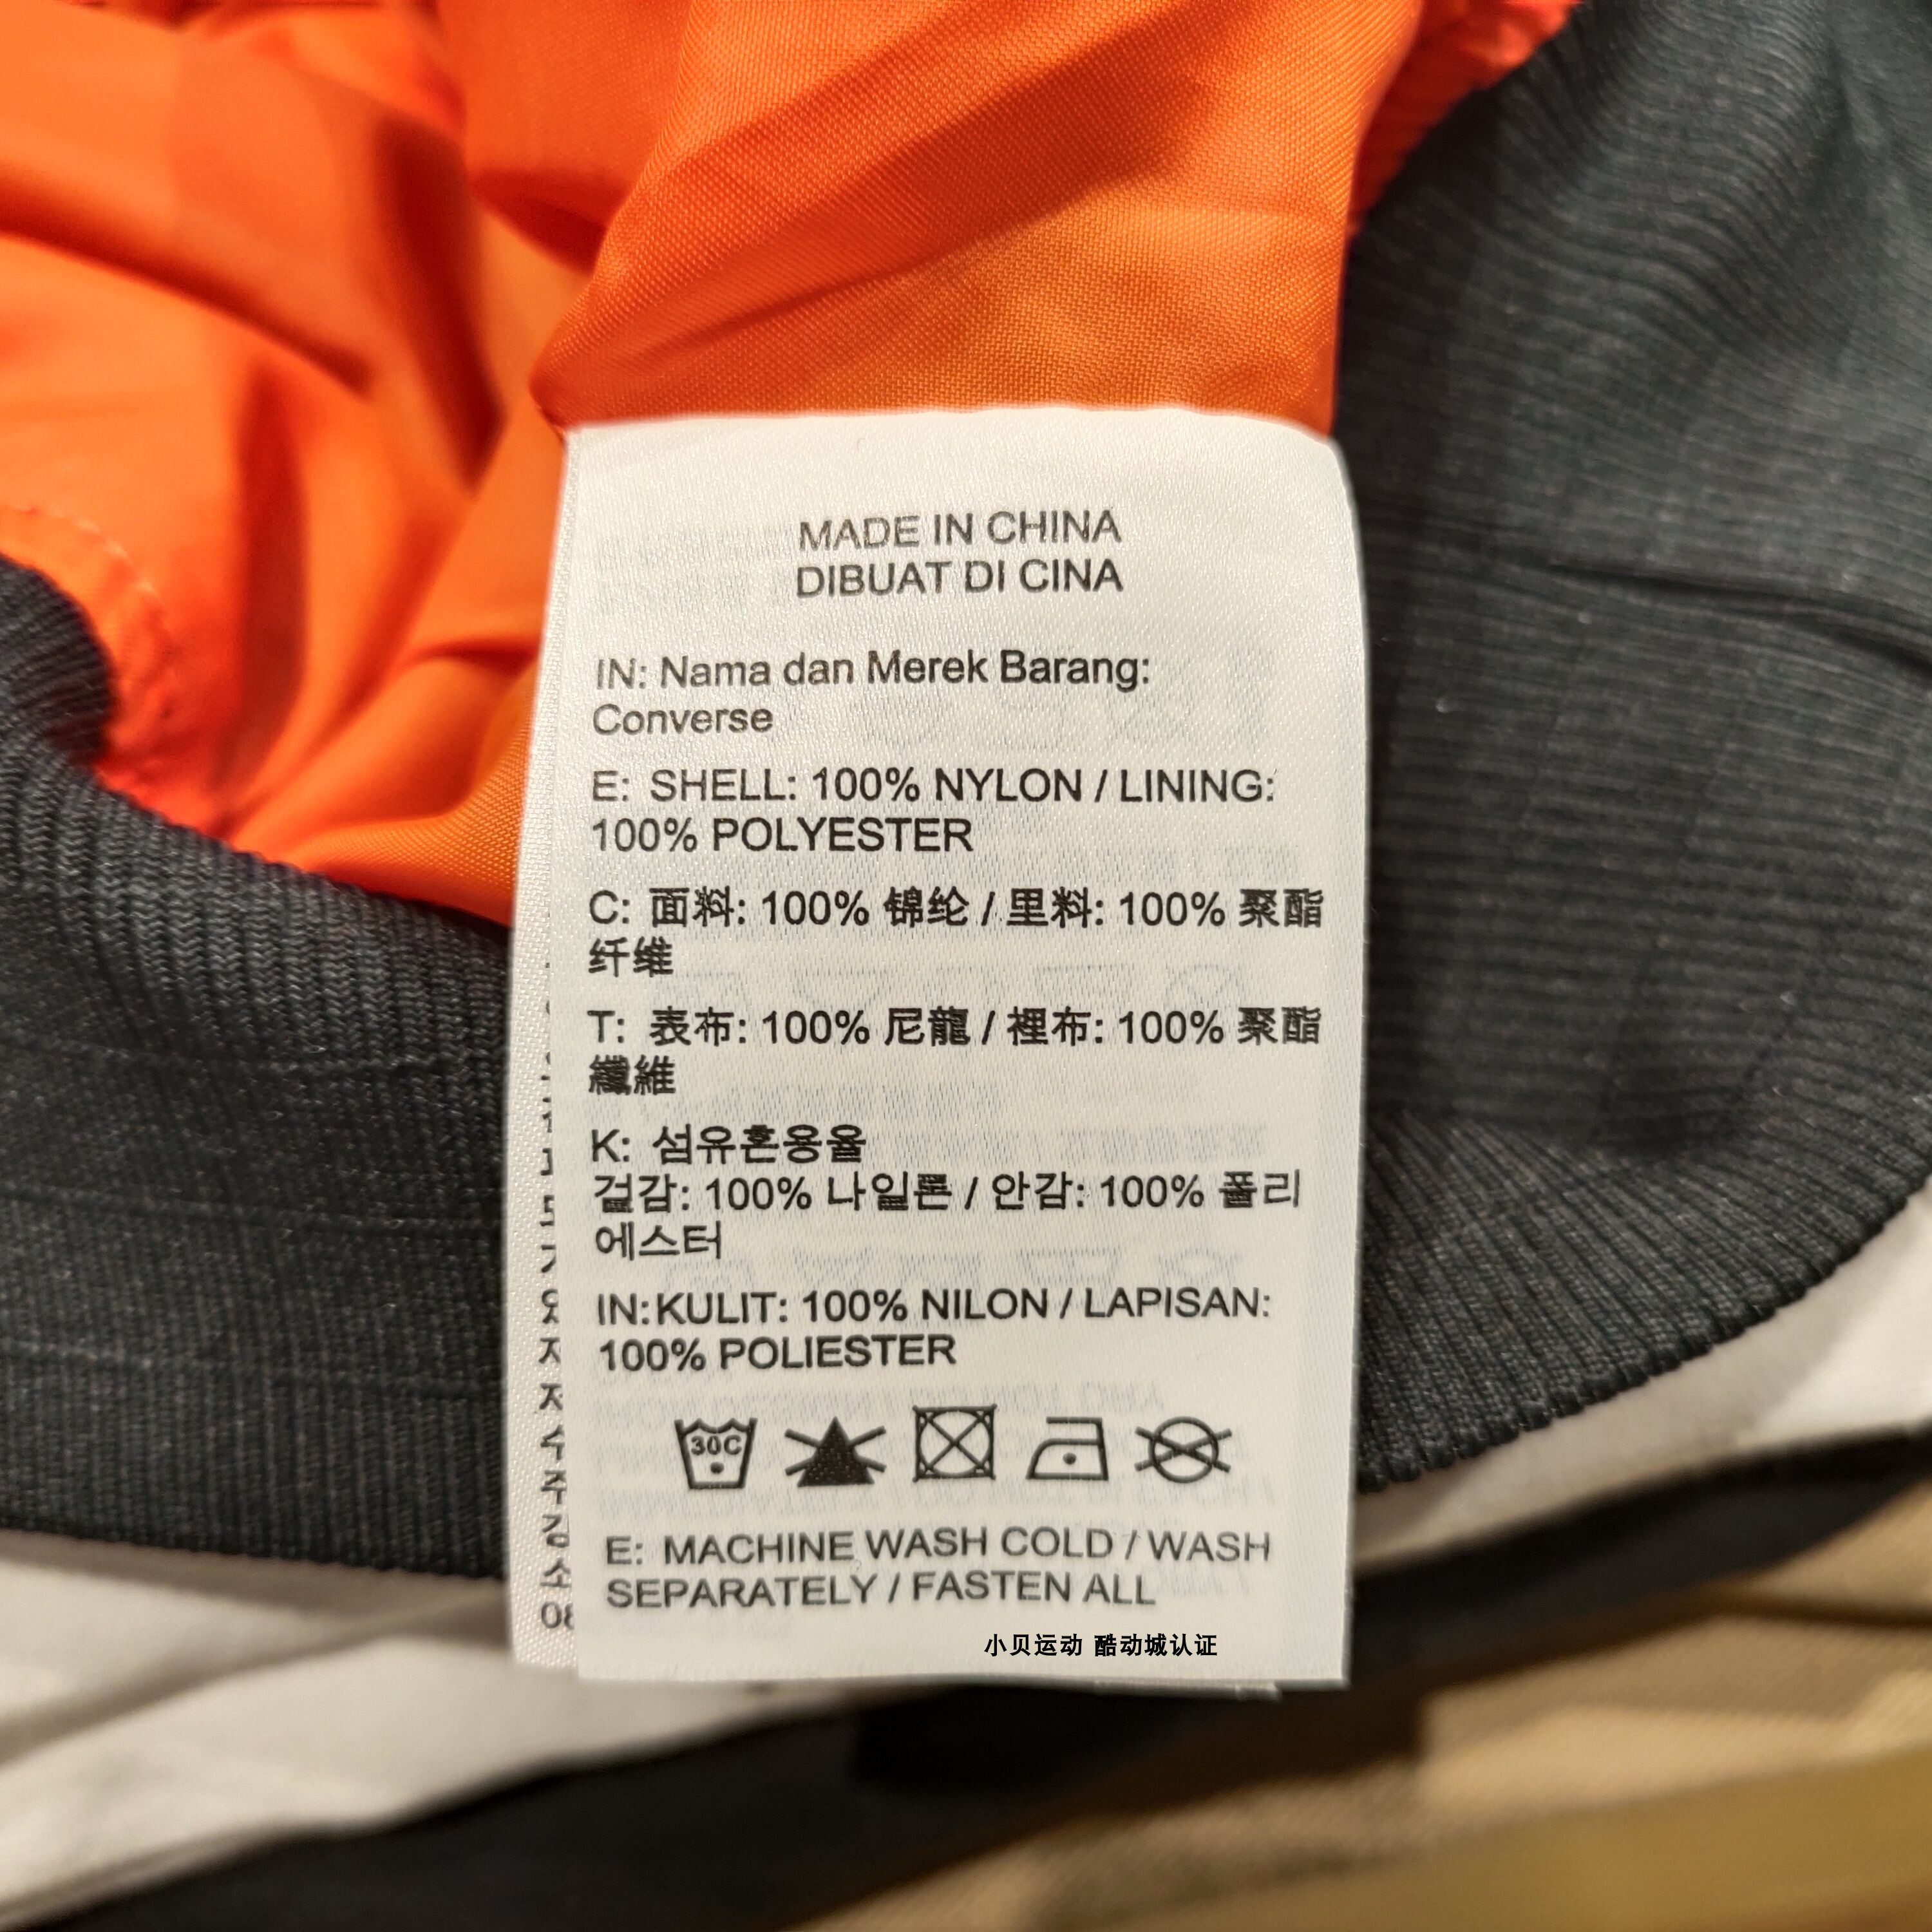 MADE IN CHINA
DIBUAT DI CINA
IN: Nama dan Merek Barang:
Converse
E: SHELL: 100% NYLON / LINING:
100% POLYESTER
C: 面料: 100% 锦纶 / 里料: 100% 聚酯
纤维
T: 表布: 100% 尼龍 / 裡布: 100% 聚酯
纖維
K: 섬유혼용율
겉감: 100% 나일론 / 안감: 100% 폴리
에스터
IN: KULIT: 100% NILON / LAPISAN:
100% POLIESTER
30C
E: MACHINE WASH COLD / WASH
SEPARATELY / FASTEN ALL
小贝运动 酷动城认证